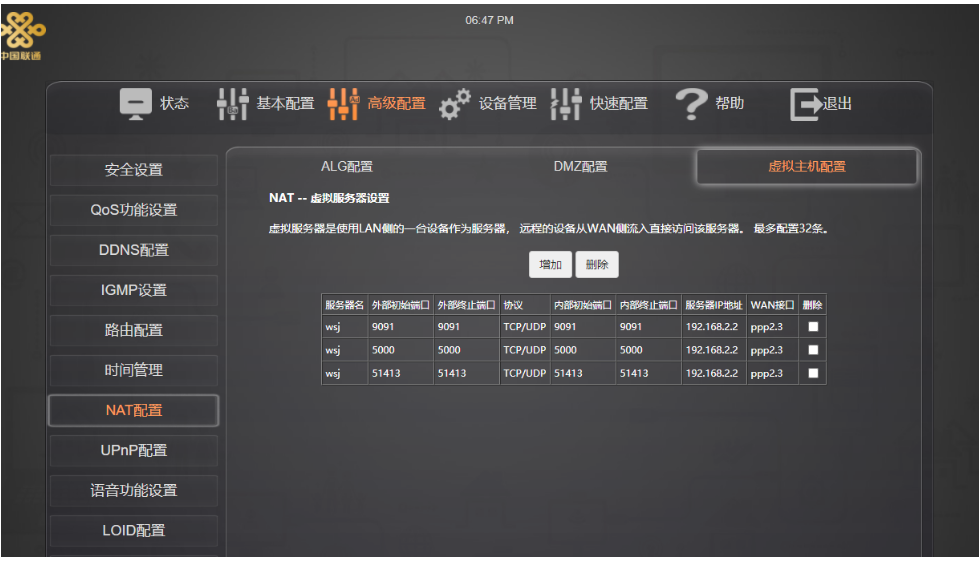 06:47 PM
中国联通
状态 基本配置 高级配置 设备管理 快速配置 帮助 退出
安全设置
QoS功能设置
DDNS配置
IGMP设置
路由配置
时间管理
NAT配置
UPnP配置
语音功能设置
LOID配置
ALG配置 DMZ配置 虚拟主机配置
NAT -- 虚拟服务器设置
虚拟服务器是使用LAN侧的一台设备作为服务器， 远程的设备从WAN侧流入直接访问该服务器。 最多配置32条。
增加 删除
服务器名 外部初始端口 外部终止端口 协议 内部初始端口 内部终止端口 服务器IP地址 WAN接口 删除
wsj 9091 9091 TCP/UDP 9091 9091 192.168.2.2 ppp2.3
wsj 5000 5000 TCP/UDP 5000 5000 192.168.2.2 ppp2.3
wsj 51413 51413 TCP/UDP 51413 51413 192.168.2.2 ppp2.3